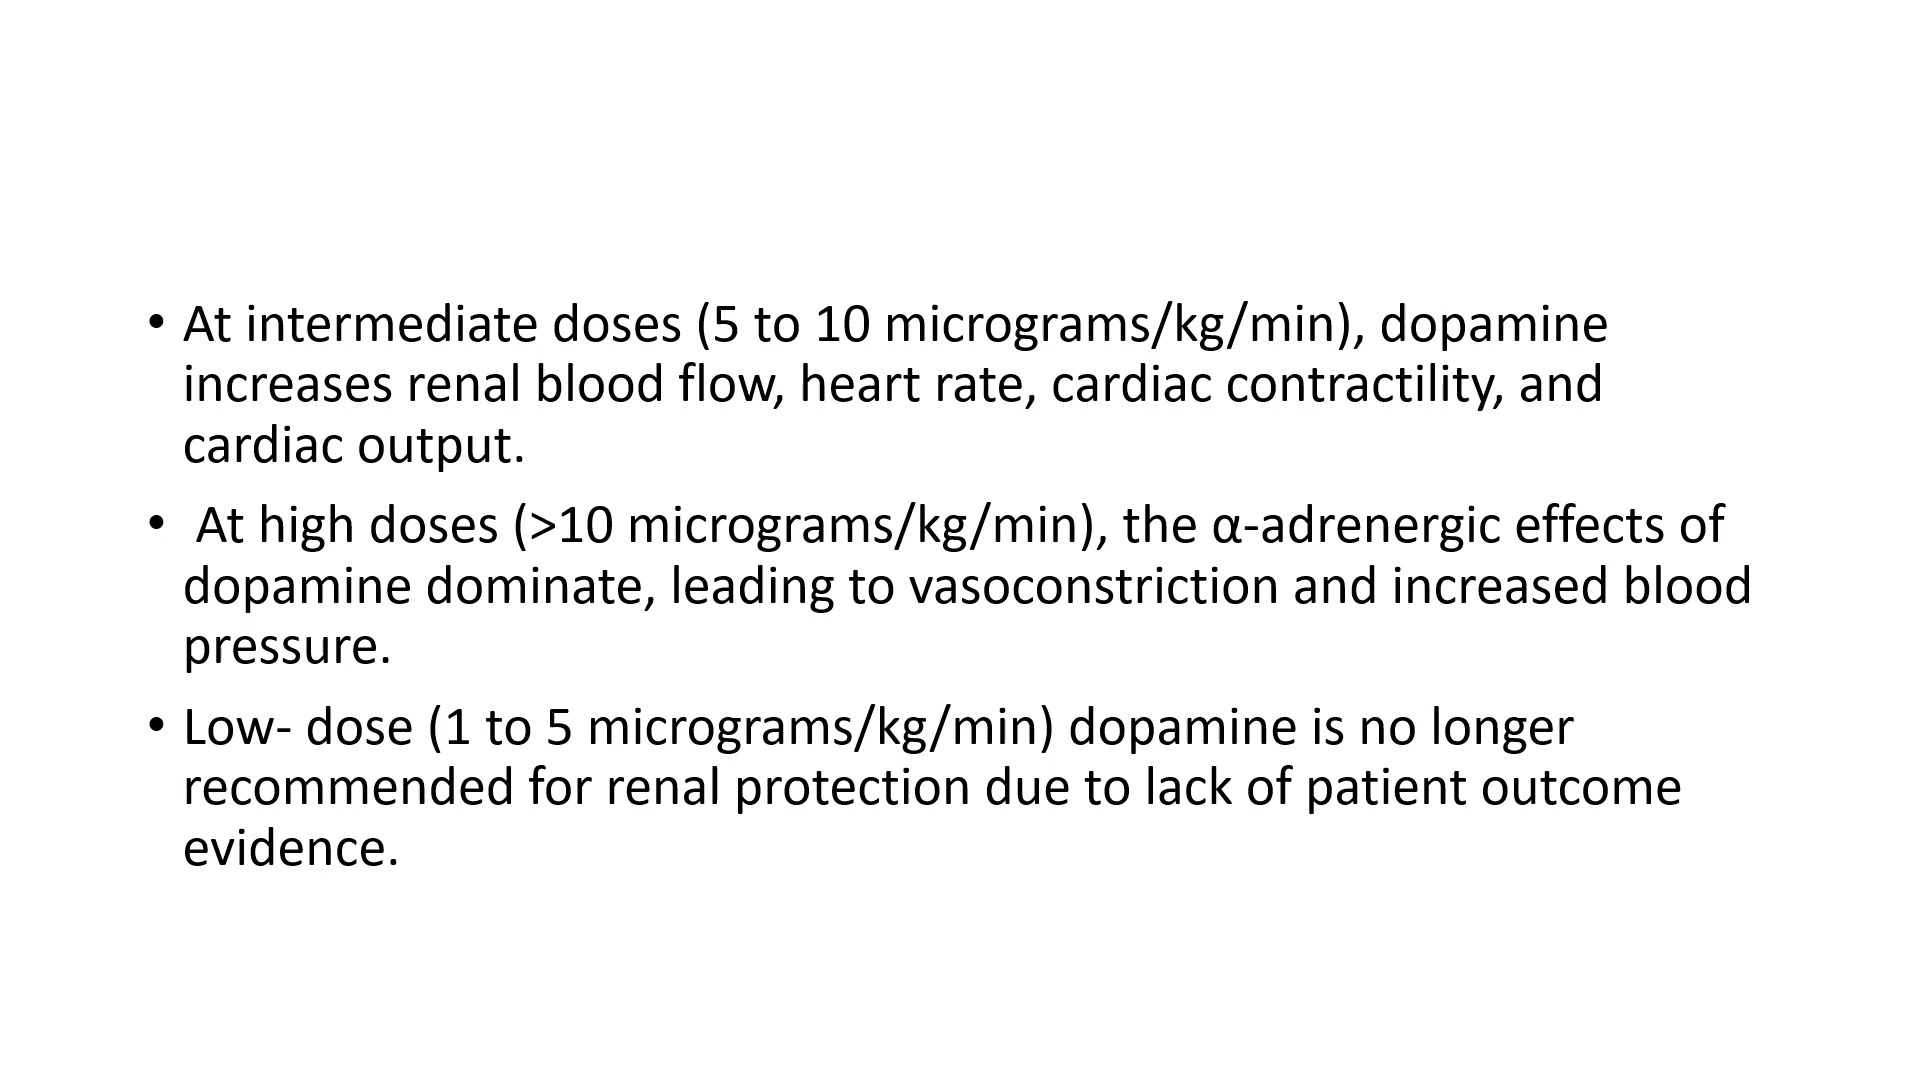 • At intermediate doses (5 to 10 micrograms/kg/min), dopamine
increases renal blood flow, heart rate, cardiac contractility, and
cardiac output.
• At high doses (>10 micrograms/kg/min), the α-adrenergic effects of
dopamine dominate, leading to vasoconstriction and increased blood
pressure.
• Low- dose (1 to 5 micrograms/kg/min) dopamine is no longer
recommended for renal protection due to lack of patient outcome
evidence.